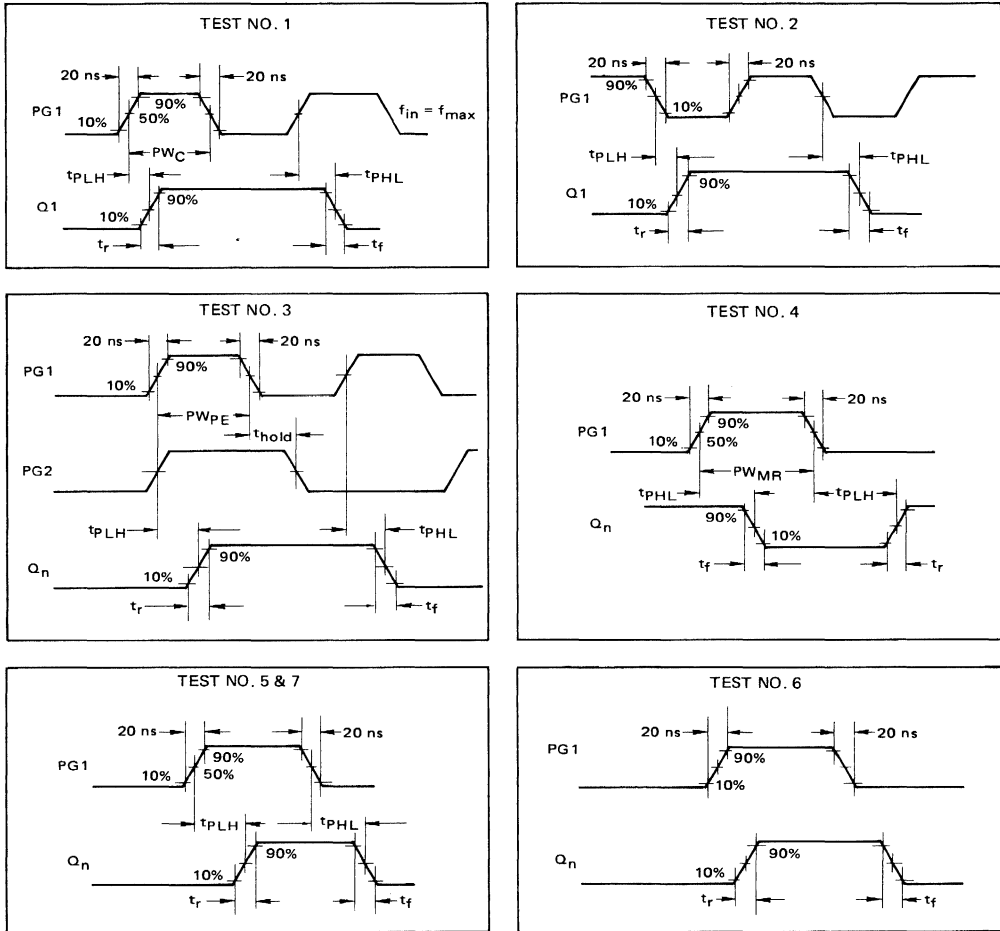 TEST NO. 1
20 ns
20 ns
PG1
90%
10%
50%
f_in = f_max
PW_C
t_PLH
t_PHL
Q1
90%
10%
t_r
t_f
TEST NO. 2
20 ns
20 ns
90%
PG1
10%
t_PLH
t_PHL
Q1
90%
10%
t_r
t_f
TEST NO. 3
20 ns
20 ns
PG1
90%
10%
PW_PE
t_hold
PG2
t_PLH
t_PHL
90%
Q_n
10%
t_r
t_f
TEST NO. 4
20 ns
20 ns
PG1
90%
10%
50%
PW_MR
t_PHL
t_PLH
Q_n
90%
10%
t_f
t_r
TEST NO. 5 & 7
20 ns
20 ns
PG1
90%
10%
50%
t_PLH
t_PHL
Q_n
90%
10%
t_r
t_f
TEST NO. 6
20 ns
PG1
90%
10%
Q_n
90%
10%
t_r
t_f
20 ns